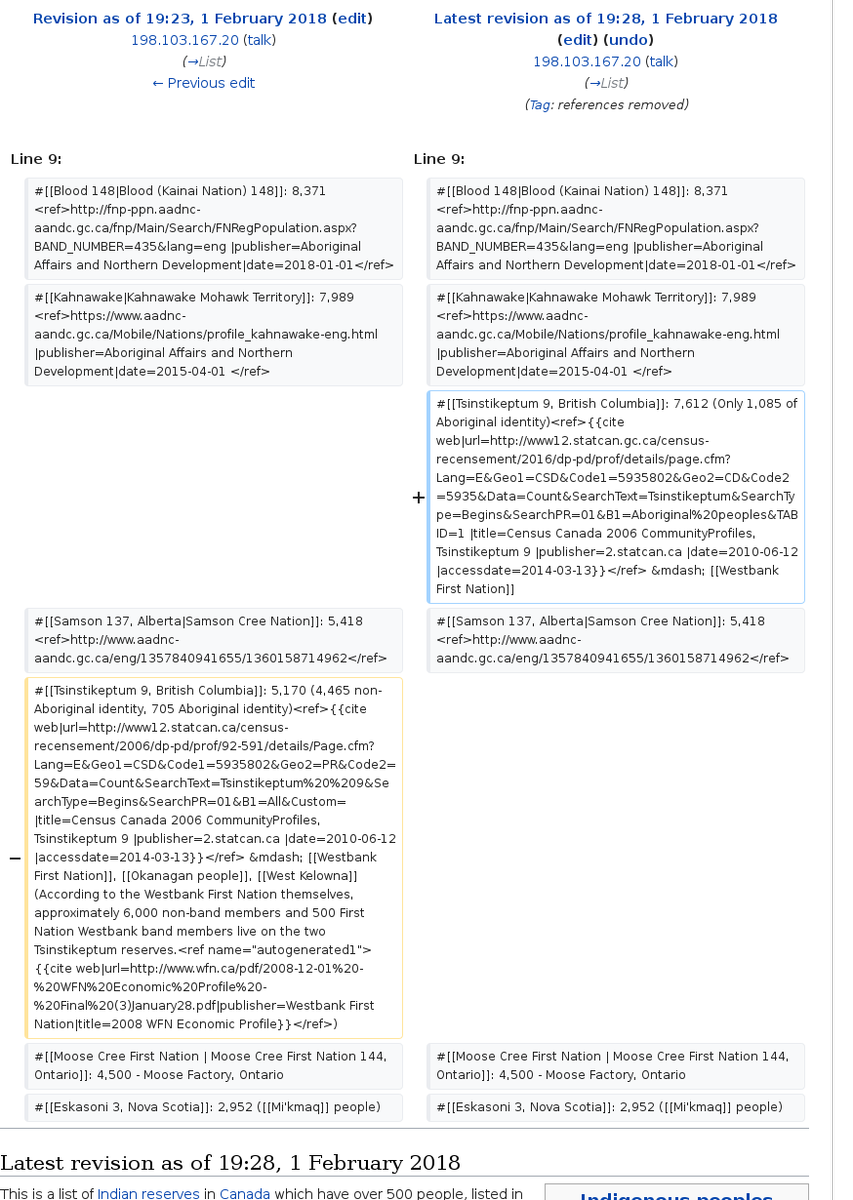 Revision as of 19:23, 1 February 2018 (edit)
198.103.167.20 (talk)
(→List)
← Previous edit
Latest revision as of 19:28, 1 February 2018
(edit) (undo)
198.103.167.20 (talk)
(→List)
(Tag: references removed)
Line 9:
Line 9:
#[[Blood 148|Blood (Kainai Nation) 148]]: 8,371
<ref>http://fnp-ppn.aadnc-
aandc.gc.ca/fnp/Main/Search/FNRegPopulation.aspx?
BAND_NUMBER=435&lang=eng |publisher=Aboriginal
Affairs and Northern Development|date=2018-01-01</ref>
#[[Blood 148|Blood (Kainai Nation) 148]]: 8,371
<ref>http://fnp-ppn.aadnc-
aandc.gc.ca/fnp/Main/Search/FNRegPopulation.aspx?
BAND_NUMBER=435&lang=eng |publisher=Aboriginal
Affairs and Northern Development|date=2018-01-01</ref>
#[[Kahnawake|Kahnawake Mohawk Territory]]: 7,989
<ref>https://www.aadnc-
aandc.gc.ca/Mobile/Nations/profile_kahnawake-eng.html
|publisher=Aboriginal Affairs and Northern
Development|date=2015-04-01 </ref>
#[[Kahnawake|Kahnawake Mohawk Territory]]: 7,989
<ref>https://www.aadnc-
aandc.gc.ca/Mobile/Nations/profile_kahnawake-eng.html
|publisher=Aboriginal Affairs and Northern
Development|date=2015-04-01 </ref>
+
#[[Tsinstikeptum 9, British Columbia]]: 7,612 (Only 1,085 of
Aboriginal identity)<ref>{{cite
web|url=http://www12.statcan.gc.ca/census-
recensement/2016/dp-pd/prof/details/page.cfm?
Lang=E&Geo1=CSD&Code1=5935802&Geo2=CD&Code2
=5935&Data=Count&SearchText=Tsinstikeptum&SearchTy
pe=Begins&SearchPR=01&B1=Aboriginal%20peoples&TAB
ID=1 |title=Census Canada 2006 CommunityProfiles,
Tsinstikeptum 9 |publisher=2.statcan.ca |date=2010-06-12
|accessdate=2014-03-13}}</ref> &mdash; [[Westbank
First Nation]]
#[[Samson 137, Alberta|Samson Cree Nation]]: 5,418
<ref>http://www.aadnc-
aandc.gc.ca/eng/1357840941655/1360158714962</ref>
#[[Samson 137, Alberta|Samson Cree Nation]]: 5,418
<ref>http://www.aadnc-
aandc.gc.ca/eng/1357840941655/1360158714962</ref>
−
#[[Tsinstikeptum 9, British Columbia]]: 5,170 (4,465 non-
Aboriginal identity, 705 Aboriginal identity)<ref>{{cite
web|url=http://www12.statcan.ca/census-
recensement/2006/dp-pd/prof/92-591/details/Page.cfm?
Lang=E&Geo1=CSD&Code1=5935802&Geo2=PR&Code2=
59&Data=Count&SearchText=Tsinstikeptum%20%209&Se
archType=Begins&SearchPR=01&B1=All&Custom=
|title=Census Canada 2006 CommunityProfiles,
Tsinstikeptum 9 |publisher=2.statcan.ca |date=2010-06-12
|accessdate=2014-03-13}}</ref> &mdash; [[Westbank
First Nation]], [[Okanagan people]], [[West Kelowna]]
(According to the Westbank First Nation themselves,
approximately 6,000 non-band members and 500 First
Nation Westbank band members live on the two
Tsinstikeptum reserves.<ref name="autogenerated1">
{{cite web|url=http://www.wfn.ca/pdf/2008-12-01%20-
%20WFN%20Economic%20Profile%20-
%20Final%20(3)January28.pdf|publisher=Westbank First
Nation|title=2008 WFN Economic Profile}}</ref>)
#[[Moose Cree First Nation | Moose Cree First Nation 144,
Ontario]]: 4,500 - Moose Factory, Ontario
#[[Moose Cree First Nation | Moose Cree First Nation 144,
Ontario]]: 4,500 - Moose Factory, Ontario
#[[Eskasoni 3, Nova Scotia]]: 2,952 ([[Mi'kmaq]] people)
#[[Eskasoni 3, Nova Scotia]]: 2,952 ([[Mi'kmaq]] people)
Latest revision as of 19:28, 1 February 2018
This is a list of Indian reserves in Canada which have over 500 people, listed in
Indigenous peoples